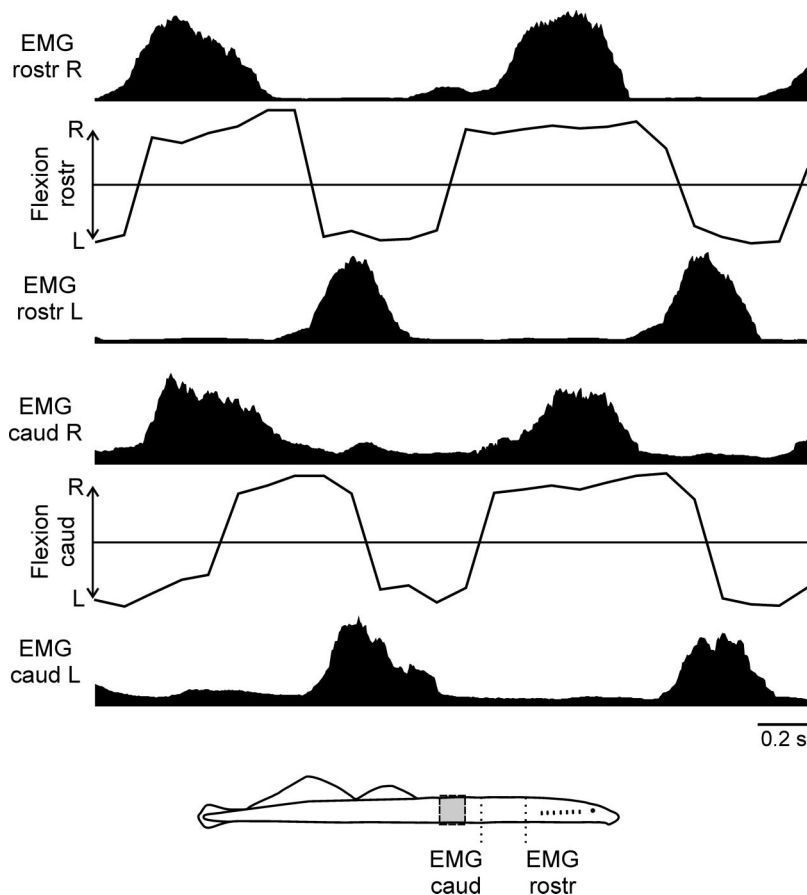 EMG
rostr R
R
Flexion
rostr
L
EMG
rostr L
EMG
caud R
R
Flexion
caud
L
EMG
caud L
0.2 s
EMG
caud
EMG
rostr